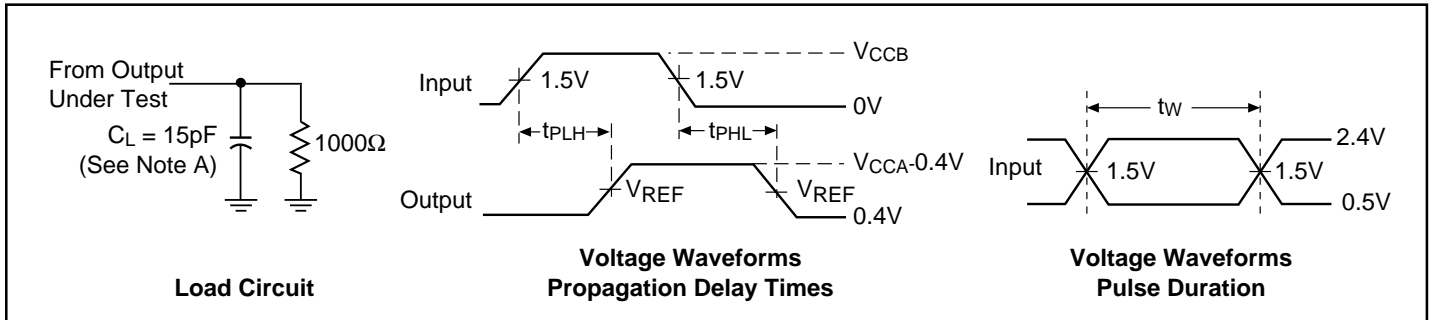 From Output
Under Test
CL = 15pF
(See Note A)
1000Ω
Load Circuit
Input
1.5V
1.5V
VCCB
0V
tPLH
tPHL
Output
VREF
VREF
VCCA-0.4V
0.4V
Voltage Waveforms
Propagation Delay Times
tW
Input
1.5V
1.5V
2.4V
0.5V
Voltage Waveforms
Pulse Duration